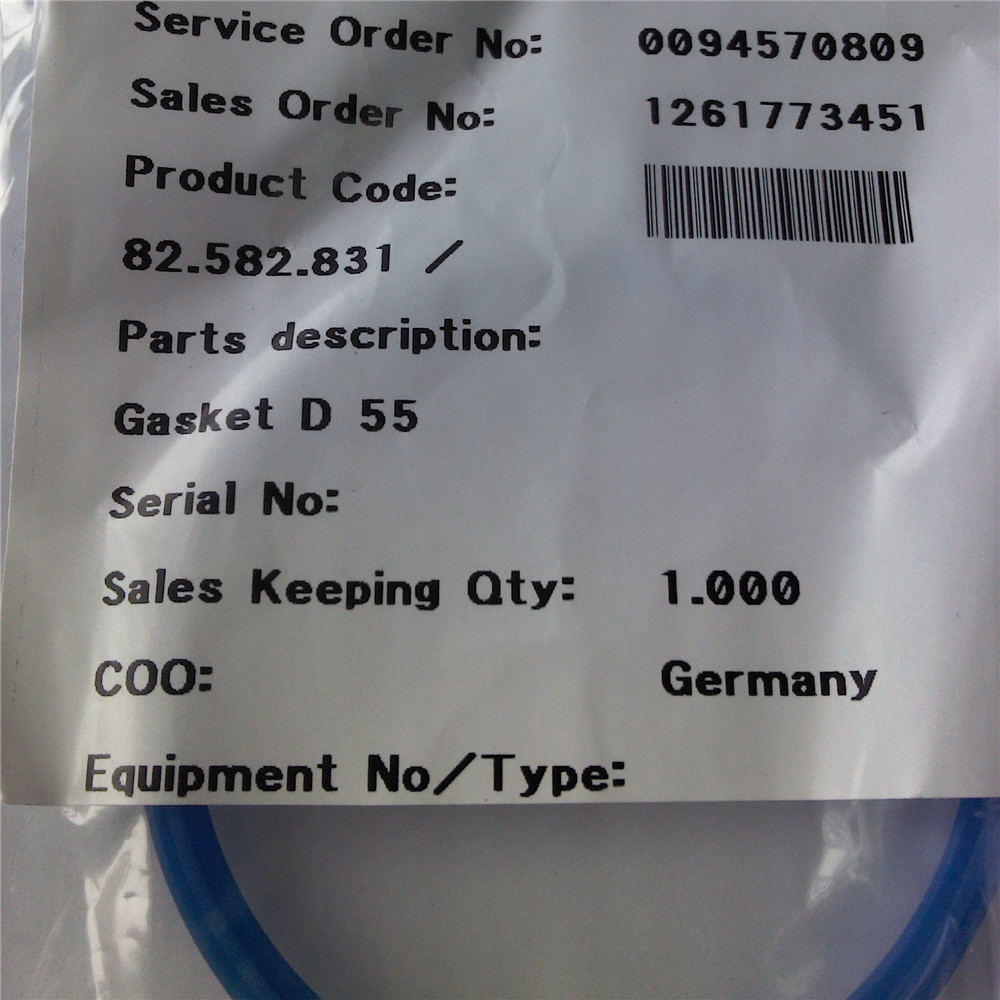 Service Order No: 0094570809
Sales Order No: 1261773451
Product Code:
82.582.831 /
Parts description:
Gasket D 55
Serial No:
Sales Keeping Qty: 1.000
COO: Germany
Equipment No/Type: